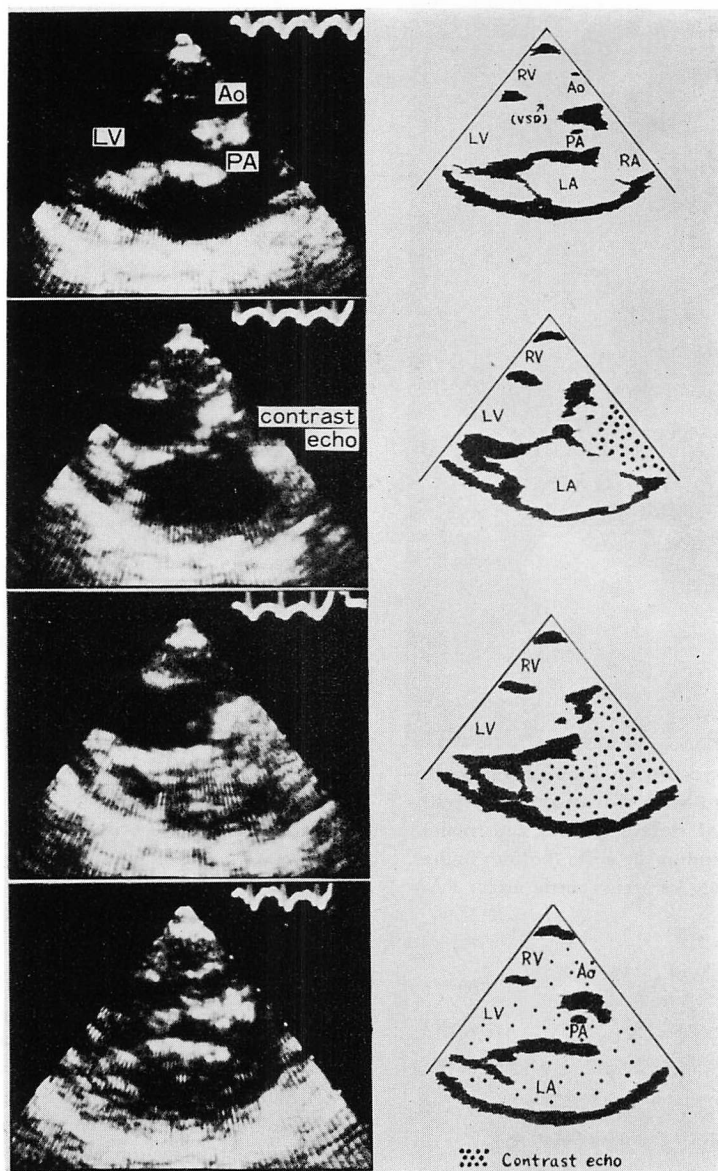 Ao
LV
PA
RV
Ao
(VSD)
LV
PA
RA
LA
contrast
echo
RV
LV
LA
RV
LV
RV
Ao
LV
PA
LA
Contrast echo